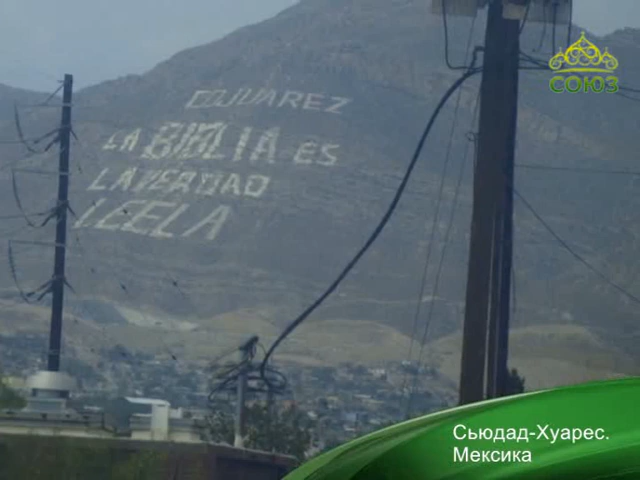 СОЮЗ
CDJUAREZ
LA BIBLIA ES
LA VERDAD
LEELA
Сьюдад-Хуарес.
Мексика